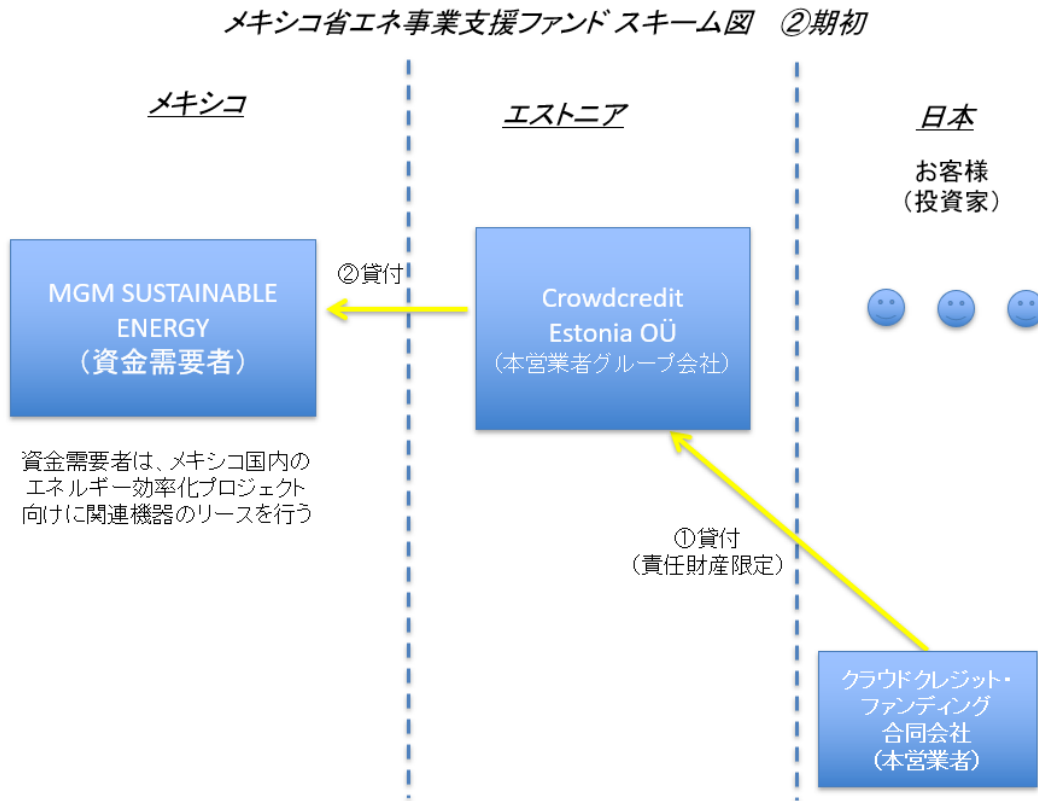 メキシコ省エネ事業支援ファンド スキーム図　②期初
メキシコ
エストニア
日本
お客様
（投資家）
MGM SUSTAINABLE
ENERGY
（資金需要者）
②貸付
Crowdcredit
Estonia OÜ
（本営業者グループ会社）
資金需要者は、メキシコ国内の
エネルギー効率化プロジェクト
向けに関連機器のリースを行う
①貸付
（責任財産限定）
クラウドクレジット・
ファンディング
合同会社
（本営業者）